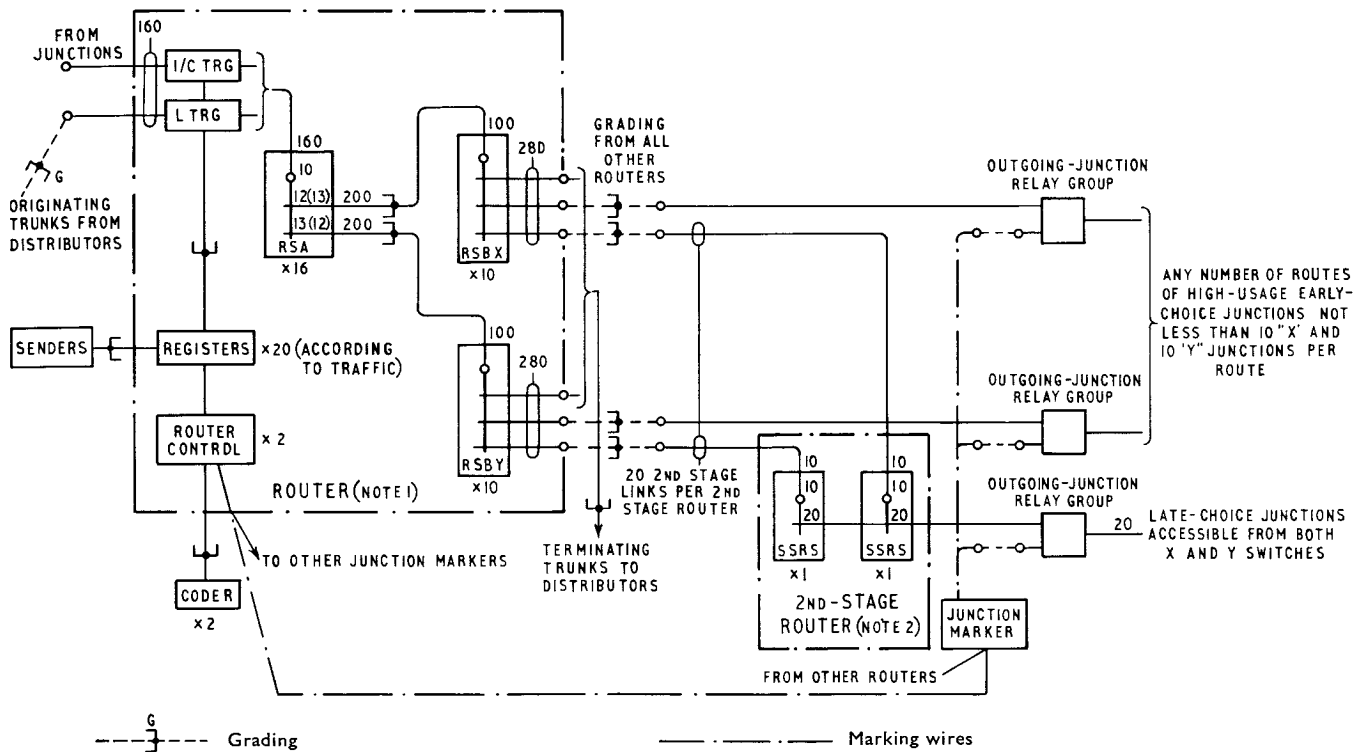 FROM
JUNCTIONS
160
I/C TRG
L TRG
G
ORIGINATING
TRUNKS FROM
DISTRIBUTORS
160
10
12(13)
200
13(12)
200
RSA
×16
100
28D
RSBX
×10
100
280
RSBY
×10
GRADING
FROM ALL
OTHER
ROUTERS
SENDERS
REGISTERS
×20 (ACCORDING
TO TRAFFIC)
ROUTER
CONTRDL
×2
ROUTER (NOTE 1)
CODER
×2
TO OTHER JUNCTION MARKERS
TERMINATING
TRUNKS TO
DISTRIBUTORS
20 2ND STAGE
LINKS PER 2ND
STAGE ROUTER
10
10
20
SSRS
×1
10
10
20
SSRS
×1
2ND-STAGE
ROUTER (NOTE 2)
OUTGOING-JUNCTION
RELAY GROUP
OUTGOING-JUNCTION
RELAY GROUP
OUTGOING-JUNCTION
RELAY GROUP
ANY NUMBER OF ROUTES
OF HIGH-USAGE EARLY-
CHOICE JUNCTIONS NOT
LESS THAN 10 "X' AND
10 'Y" JUNCTIONS PER
ROUTE
20
LATE-CHOICE JUNCTIONS
ACCESSIBLE FROM BOTH
X AND Y SWITCHES
JUNCTION
MARKER
FROM OTHER ROUTERS
G
Grading
Marking wires